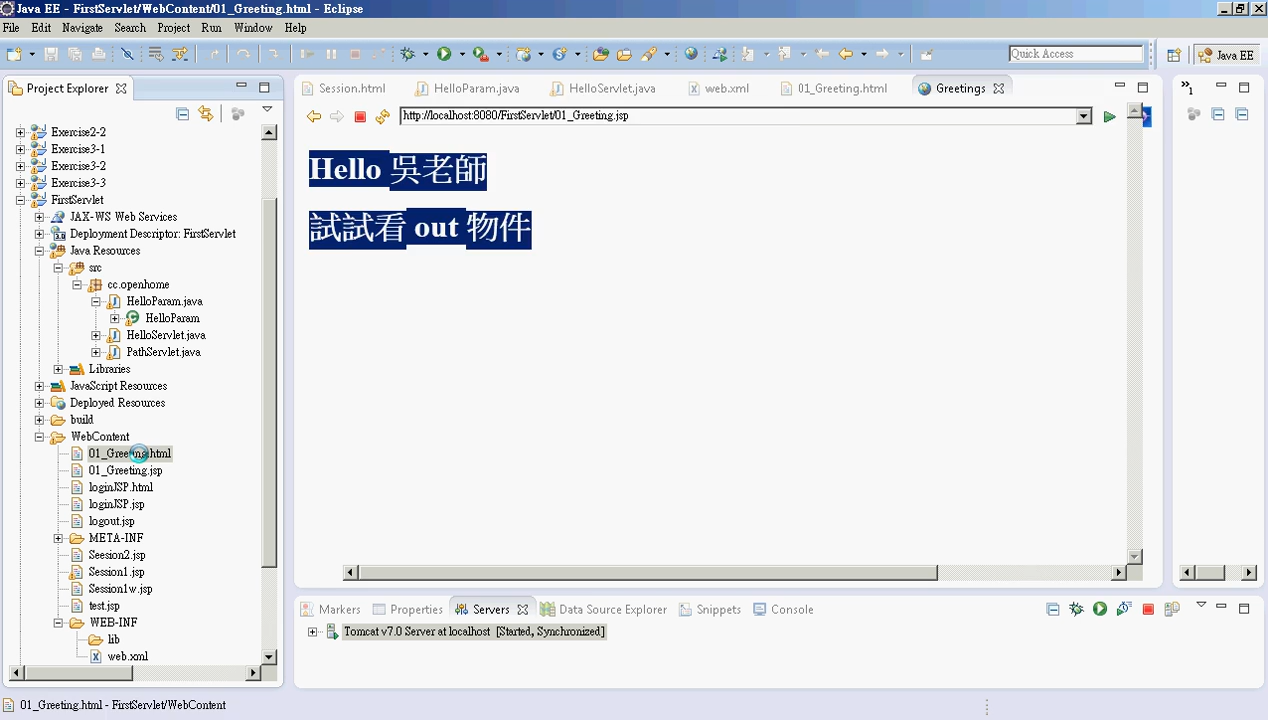 Java EE - FirstServlet/WebContent/01_Greeting.html - Eclipse
File Edit Navigate Search Project Run Window Help
Quick Access Java EE
Project Explorer
Session.html HelloParam.java HelloServlet.java web.xml 01_Greeting.html Greetings
»1
http://localhost:8080/FirstServlet/01_Greeting.jsp
Exercise2-2
Exercise3-1
Exercise3-2
Exercise3-3
FirstServlet
JAX-WS Web Services
Deployment Descriptor: FirstServlet
Java Resources
src
cc.openhome
HelloParam.java
HelloParam
HelloServlet.java
PathServlet.java
Libraries
JavaScript Resources
Deployed Resources
build
WebContent
01_Greeting.html
01_Greeting.jsp
loginJSP.html
loginJSP.jsp
logout.jsp
META-INF
Seesion2.jsp
Session1.jsp
Session1w.jsp
test.jsp
WEB-INF
lib
web.xml
Hello 吳老師
試試看 out 物件
Markers Properties Servers Data Source Explorer Snippets Console
Tomcat v7.0 Server at localhost [Started, Synchronized]
01_Greeting.html - FirstServlet/WebContent